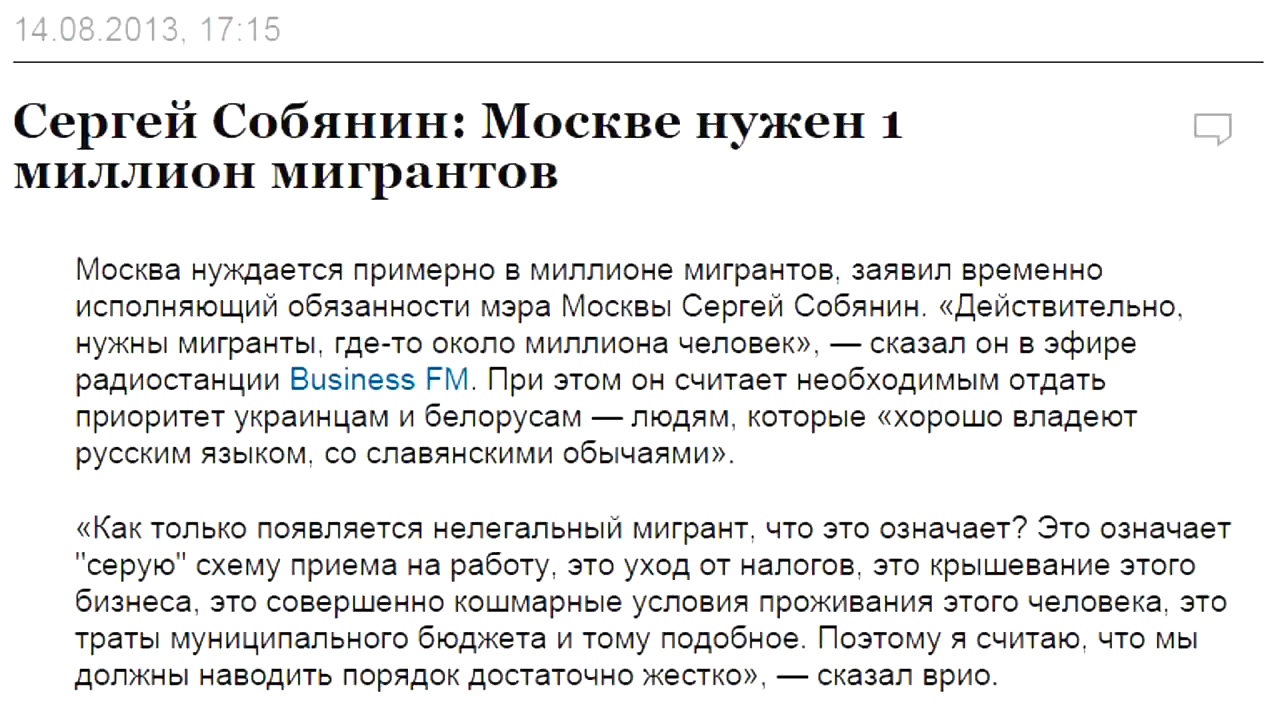 14.08.2013, 17:15
Сергей Собянин: Москве нужен 1
миллион мигрантов
Москва нуждается примерно в миллионе мигрантов, заявил временно
исполняющий обязанности мэра Москвы Сергей Собянин. «Действительно,
нужны мигранты, где-то около миллиона человек», — сказал он в эфире
радиостанции Business FM. При этом он считает необходимым отдать
приоритет украинцам и белорусам — людям, которые «хорошо владеют
русским языком, со славянскими обычаями».
«Как только появляется нелегальный мигрант, что это означает? Это означает
"серую" схему приема на работу, это уход от налогов, это крышевание этого
бизнеса, это совершенно кошмарные условия проживания этого человека, это
траты муниципального бюджета и тому подобное. Поэтому я считаю, что мы
должны наводить порядок достаточно жестко», — сказал врио.